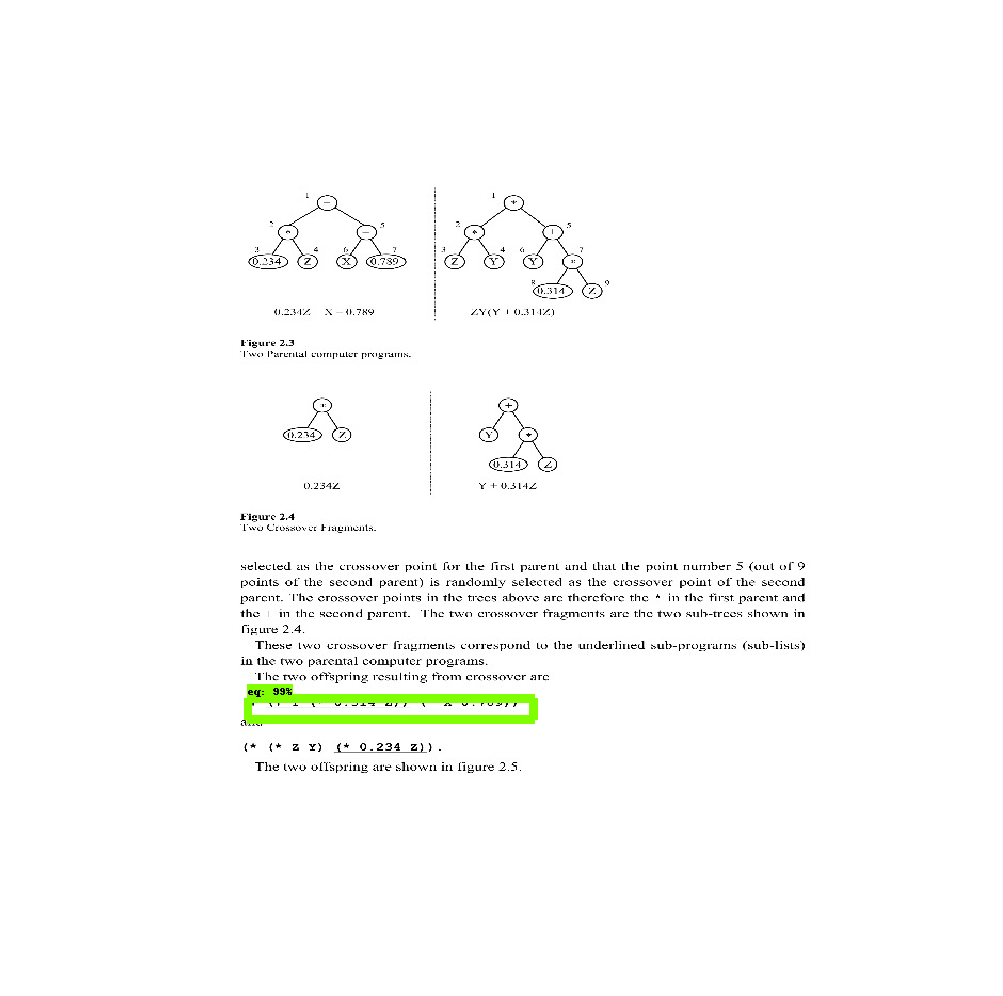 1
2 * 5
3 4 6 7
0.234 Z X 0.789
0.234Z X − 0.789
1 *
2 * + 5
3 4 6 7
Z Y Y *
8 9
0.314 Z
ZY(Y + 0.314Z)
Figure 2.3
Two Parental computer programs.
*
0.234 Z
0.234Z
+
Y *
0.314 Z
Y + 0.314Z
Figure 2.4
Two Crossover Fragments.
selected as the crossover point for the first parent and that the point number 5 (out of 9
points of the second parent) is randomly selected as the crossover point of the second
parent. The crossover points in the trees above are therefore the * in the first parent and
the + in the second parent. The two crossover fragments are the two sub-trees shown in
figure 2.4.
These two crossover fragments correspond to the underlined sub-programs (sub-lists)
in the two parental computer programs.
The two offspring resulting from crossover are
eq: 99%
and
(* (* Z Y) (* 0.234 Z)).
The two offspring are shown in figure 2.5.